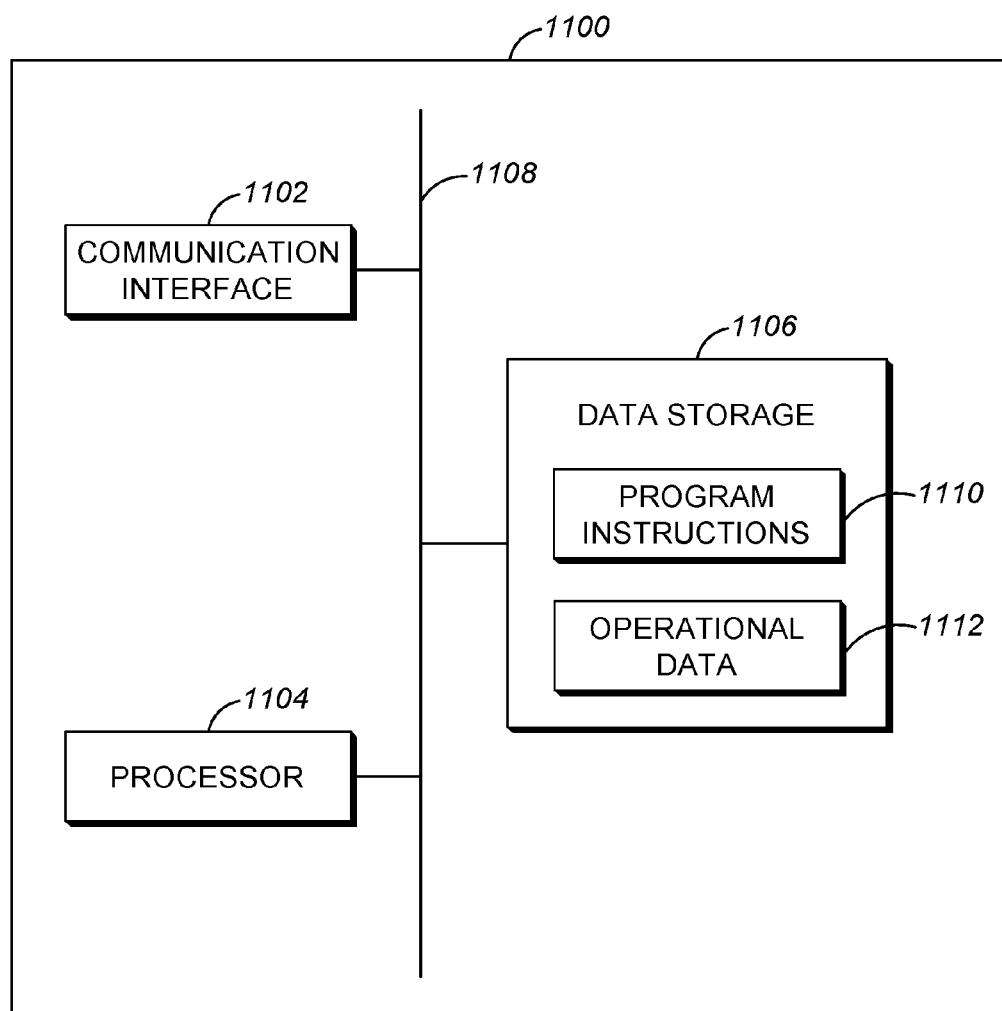 1100
1108
1102
COMMUNICATION
INTERFACE
1106
DATA STORAGE
PROGRAM
INSTRUCTIONS
1110
OPERATIONAL
DATA
1112
1104
PROCESSOR